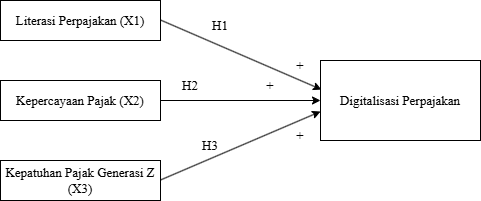 Literasi Perpajakan (X1)
H1
+
Kepercayaan Pajak (X2)
H2
+
Digitalisasi Perpajakan
H3
+
Kepatuhan Pajak Generasi Z
(X3)